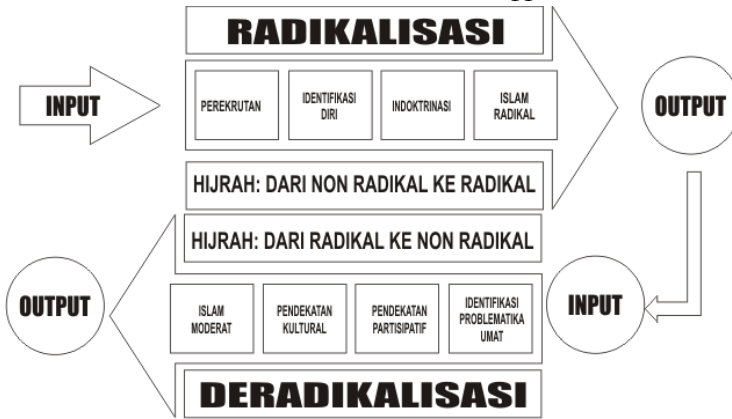 RADIKALISASI
INPUT
PEREKRUTAN
IDENTIFIKASI
DIRI
INDOKTRINASI
ISLAM
RADIKAL
OUTPUT
HIJRAH: DARI NON RADIKAL KE RADIKAL
HIJRAH: DARI RADIKAL KE NON RADIKAL
OUTPUT
ISLAM
MODERAT
PENDEKATAN
KULTURAL
PENDEKATAN
PARTISIPATIF
IDENTIFIKASI
PROBLEMATIKA
UMAT
INPUT
DERADIKALISASI